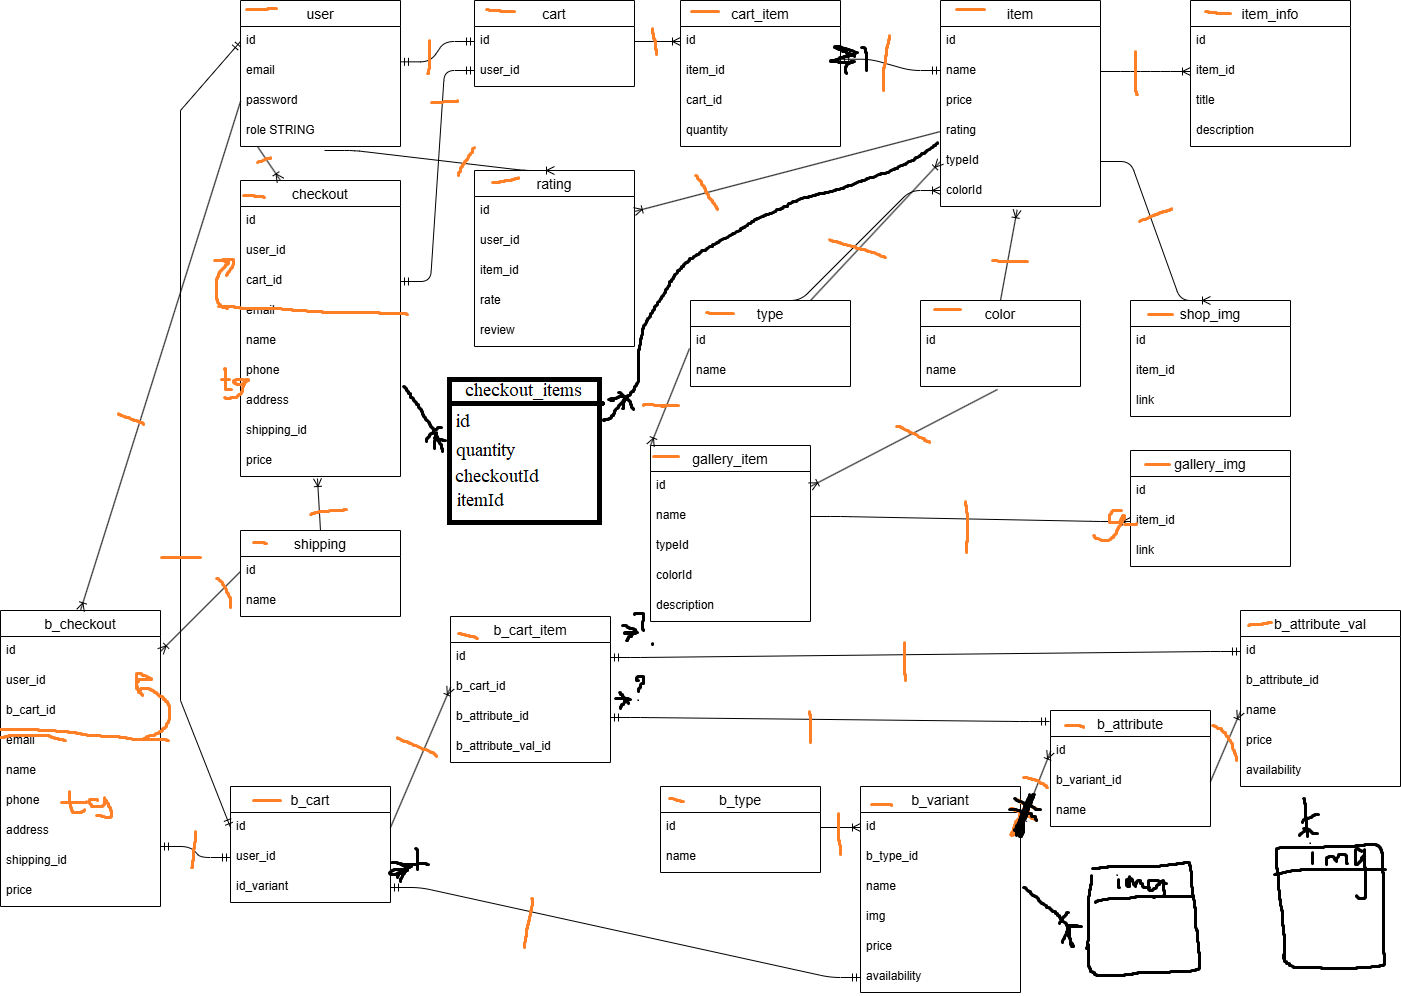 user
id
email
password
role STRING
cart
id
user_id
cart_item
id
item_id
cart_id
quantity
item
id
name
price
rating
typeId
colorId
item_info
id
item_id
title
description
checkout
id
user_id
cart_id
email
name
phone
tg
address
shipping_id
price
rating
id
user_id
item_id
rate
review
type
id
name
color
id
name
shop_img
id
item_id
link
checkout_items
id
quantity
checkoutId
itemId
gallery_item
id
name
typeId
colorId
description
gallery_img
id
g
item_id
link
shipping
id
name
b_checkout
id
user_id
b_cart_id
email
name
phone
tg
address
shipping_id
price
b_cart_item
id
b_cart_id
b_attribute_id
b_attribute_val_id
?
?
b_attribute_val
id
b_attribute_id
name
price
availability
b_attribute
id
b_variant_id
name
b_cart
id
user_id
id_variant
b_type
id
name
b_variant
id
b_type_id
name
img
price
availability
img
img